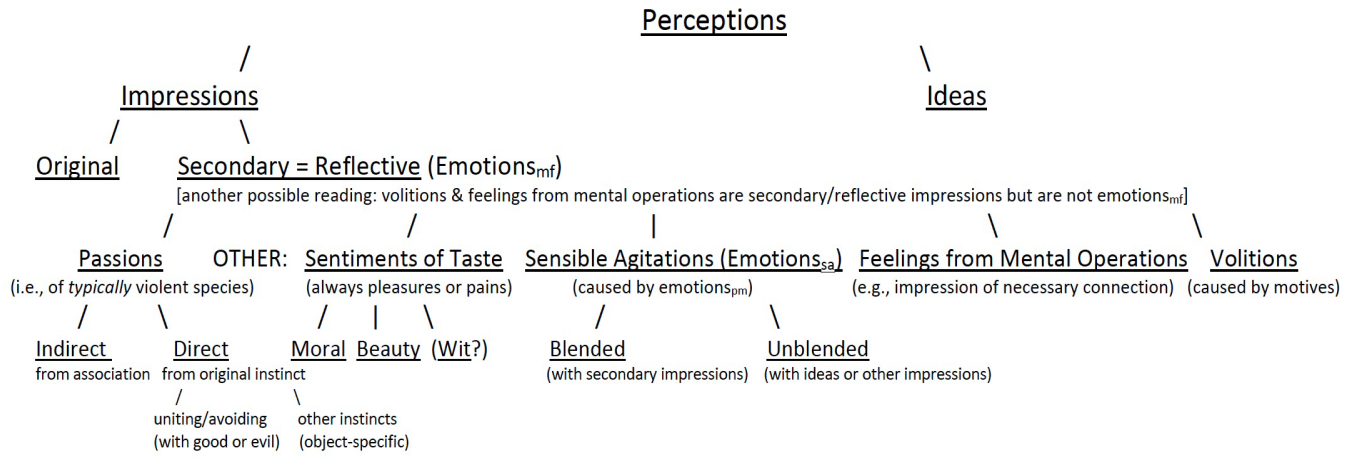 Perceptions
/ \
Impressions Ideas
/ \
Original Secondary = Reflective (Emotionsmf)
[another possible reading: volitions & feelings from mental operations are secondary/reflective impressions but are not emotionsmf]
/ / | \ \
Passions OTHER: Sentiments of Taste Sensible Agitations (Emotionssa) Feelings from Mental Operations Volitions
(i.e., of typically violent species) (always pleasures or pains) (caused by emotionspm) (e.g., impression of necessary connection) (caused by motives)
/ \ / | \ / \
Indirect Direct Moral Beauty (Wit?) Blended Unblended
from association from original instinct (with secondary impressions) (with ideas or other impressions)
/ \
uniting/avoiding other instincts
(with good or evil) (object-specific)